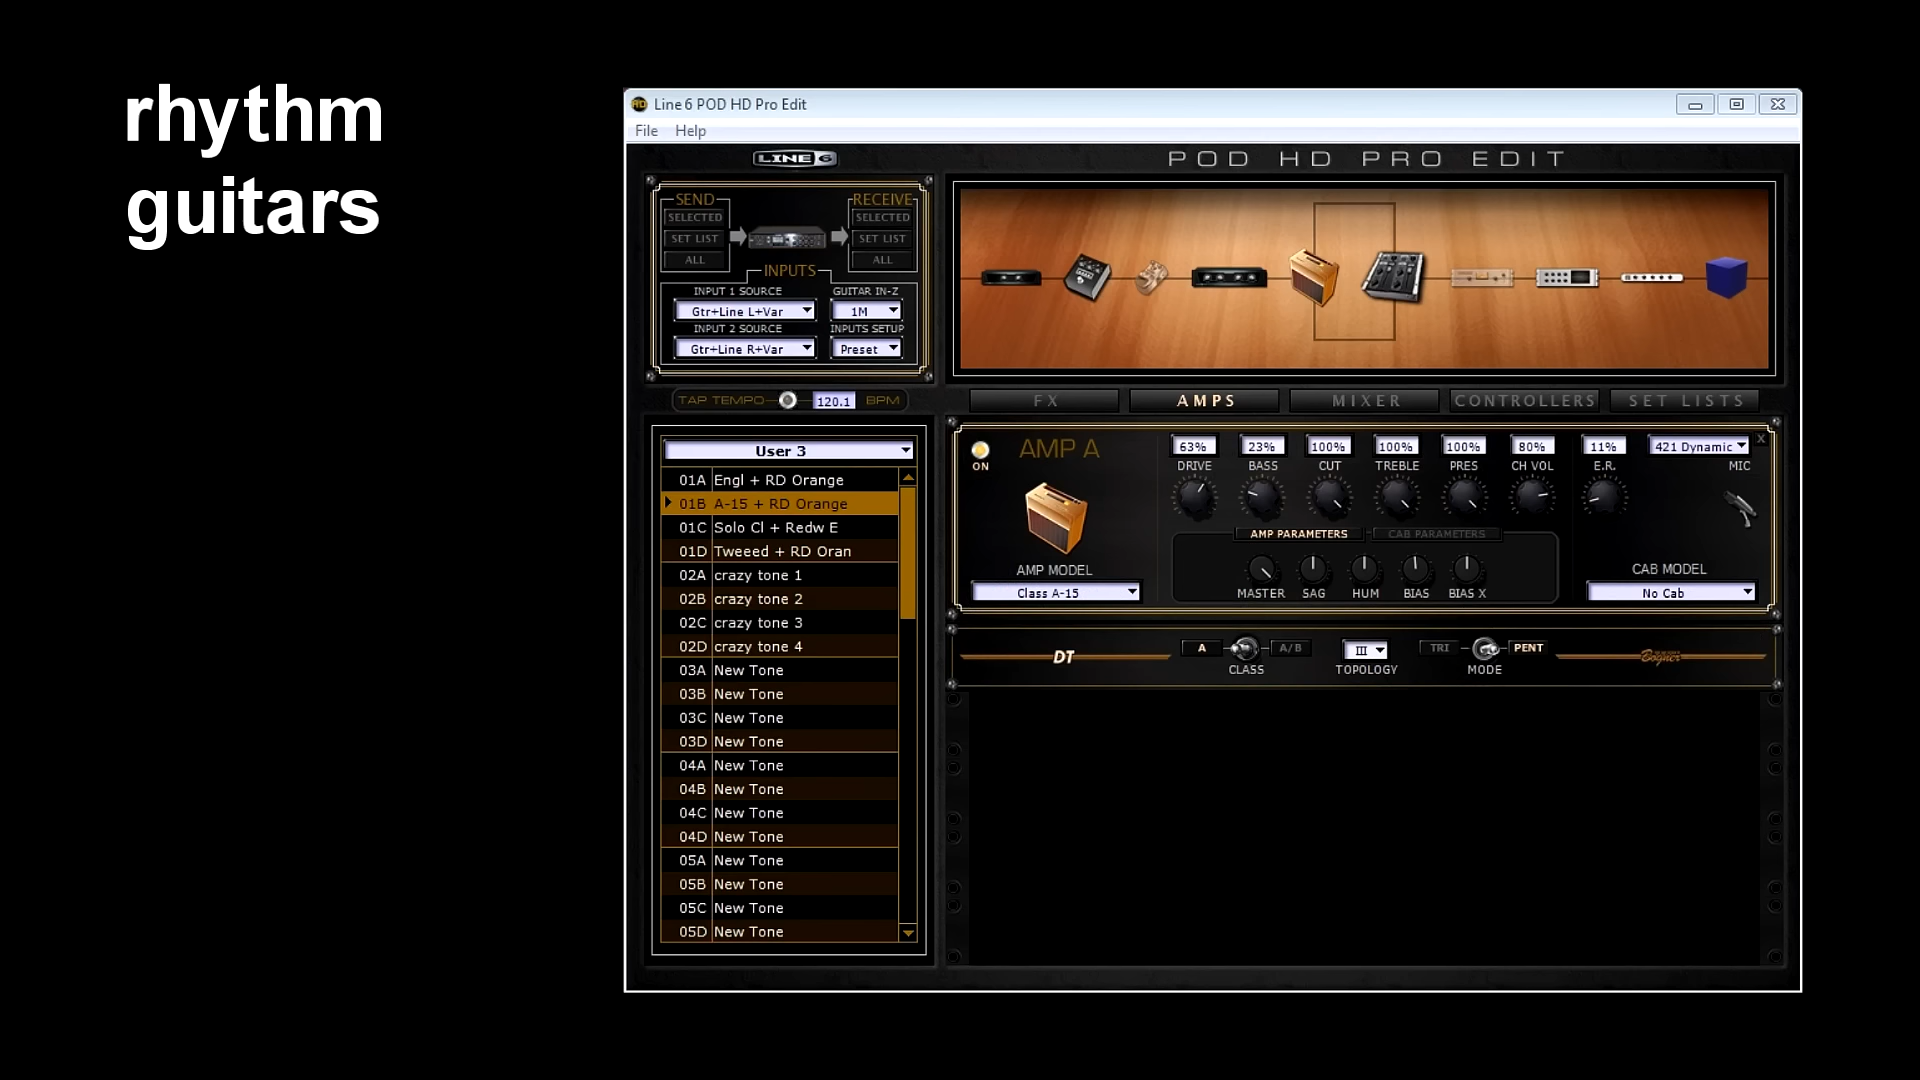 rhythm
guitars
Line 6 POD HD Pro Edit
File Help
LINE 6
POD HD PRO EDIT
SEND
RECEIVE
SELECTED
SELECTED
SET LIST
SET LIST
ALL
ALL
INPUTS
INPUT 1 SOURCE
GUITAR IN-Z
Gtr+Line L+Var
1M
INPUT 2 SOURCE
INPUTS SETUP
Gtr+Line R+Var
Preset
TAP TEMPO 120.1 BPM
FX AMPS MIXER CONTROLLERS SET LISTS
User 3
01A Engl + RD Orange
01B A-15 + RD Orange
01C Solo Cl + Redw E
01D Tweeed + RD Oran
02A crazy tone 1
02B crazy tone 2
02C crazy tone 3
02D crazy tone 4
03A New Tone
03B New Tone
03C New Tone
03D New Tone
04A New Tone
04B New Tone
04C New Tone
04D New Tone
05A New Tone
05B New Tone
05C New Tone
05D New Tone
ON
AMP A
63% 23% 100% 100% 100% 80% 11% 421 Dynamic X
DRIVE BASS CUT TREBLE PRES CH VOL E.R. MIC
AMP PARAMETERS CAB PARAMETERS
AMP MODEL
Class A-15
MASTER SAG HUM BIAS BIAS X
CAB MODEL
No Cab
DT
A A/B
CLASS
III
TOPOLOGY
TRI PENT
MODE
Bogner